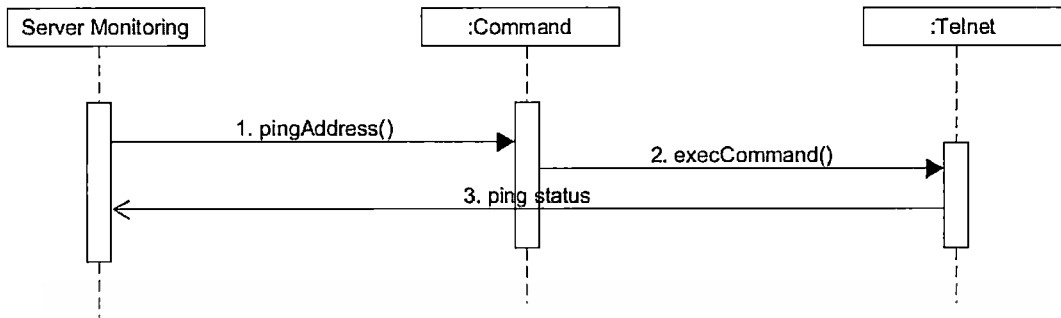 Server Monitoring
:Command
:Telnet
1. pingAddress()
2. execCommand()
3. ping status